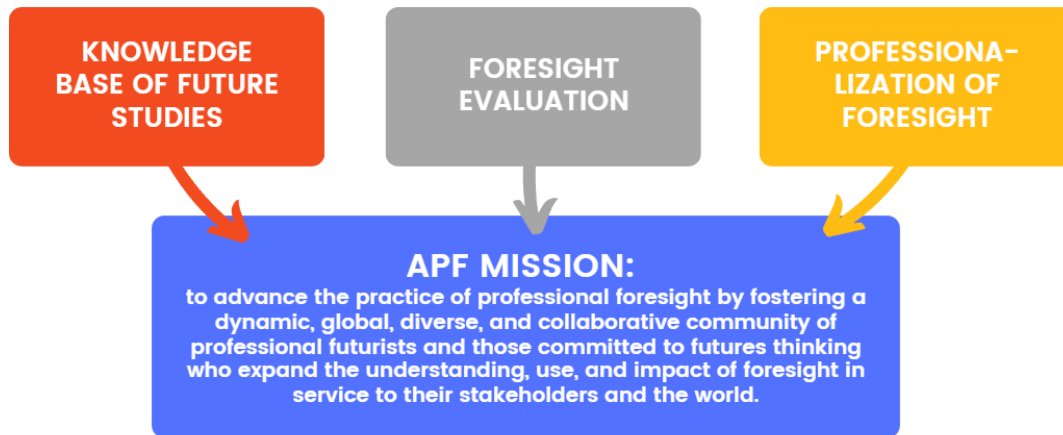 KNOWLEDGE
BASE OF FUTURE
STUDIES
FORESIGHT
EVALUATION
PROFESSIONA-
LIZATION OF
FORESIGHT
APF MISSION:
to advance the practice of professional foresight by fostering a
dynamic, global, diverse, and collaborative community of
professional futurists and those committed to futures thinking
who expand the understanding, use, and impact of foresight in
service to their stakeholders and the world.